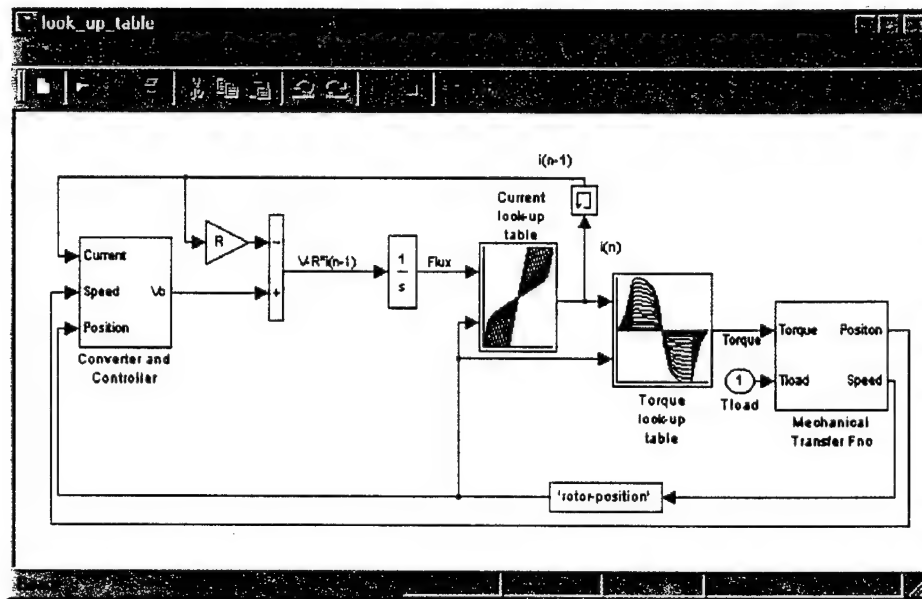 look_up_table
i(n-1)
Current
look-up
table
i(n)
R
−
+
V-R*i(n-1)
1
s
Flux
Current
Speed
Position
Vo
Converter and
Controller
Torque
look-up
table
Torque
1
Tload
Torque
Tload
Positon
Speed
Mechanical
Transfer Fno
'rotor-position'